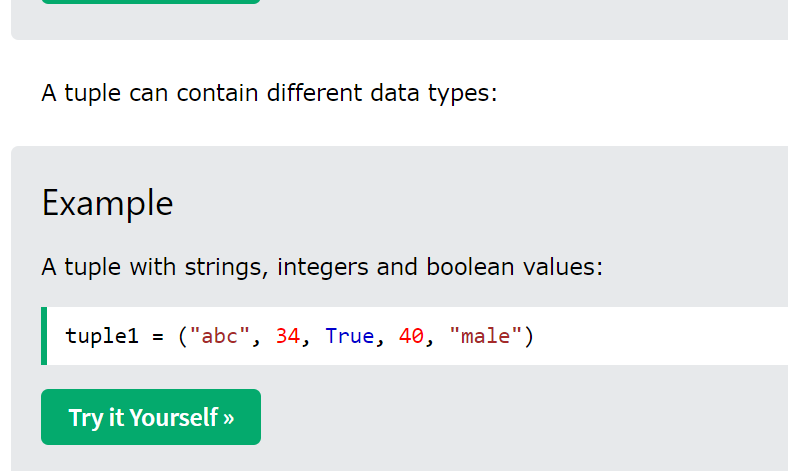 A tuple can contain different data types:
Example
A tuple with strings, integers and boolean values:
tuple1 = ("abc", 34, True, 40, "male")
Try it Yourself »